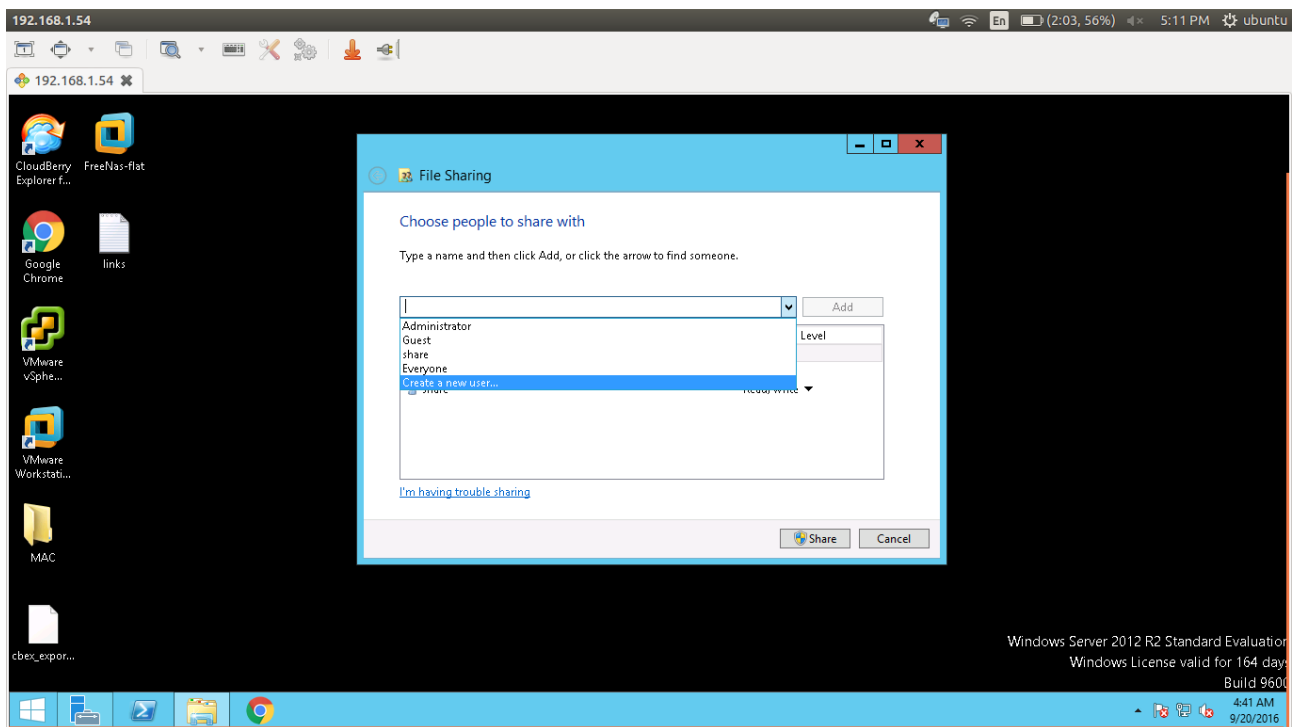 192.168.1.54
En
(2:03, 56%)
5:11 PM
ubuntu
192.168.1.54
CloudBerry
Explorer f...
FreeNas-flat
Google
Chrome
links
VMware
vSphe...
VMware
Workstati...
MAC
cbex_expor...
File Sharing
Choose people to share with
Type a name and then click Add, or click the arrow to find someone.
Add
Administrator
Guest
share
Everyone
Create a new user...
Level
share
Read/Write
I'm having trouble sharing
Share
Cancel
Windows Server 2012 R2 Standard Evaluation
Windows License valid for 164 days
Build 9600
4:41 AM
9/20/2016